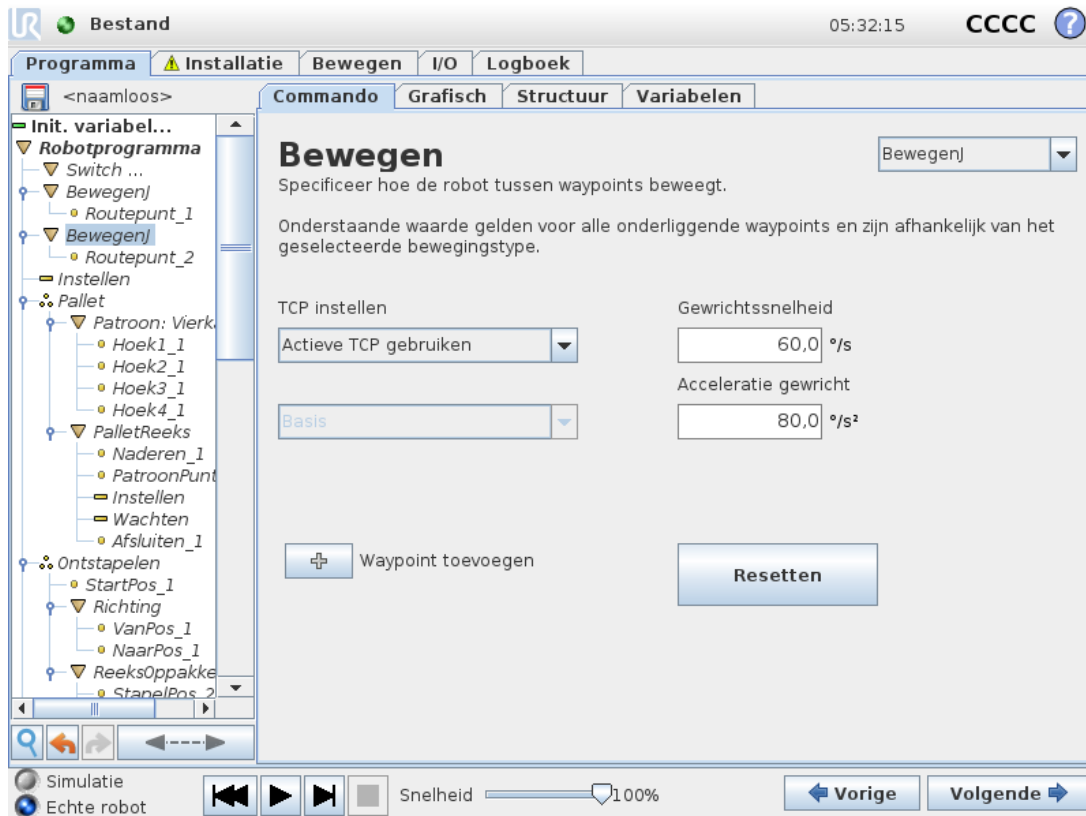 UR Bestand 05:32:15 CCCC ?
Programma Installatie Bewegen I/O Logboek
<naamloos>
Commando Grafisch Structuur Variabelen
Init. variabel...
Robotprogramma
Switch ...
BewegenJ
Routepunt_1
BewegenJ
Routepunt_2
Instellen
Pallet
Patroon: Vierk
Hoek1_1
Hoek2_1
Hoek3_1
Hoek4_1
PalletReeks
Naderen_1
PatroonPunt
Instellen
Wachten
Afsluiten_1
Ontstapelen
StartPos_1
Richting
VanPos_1
NaarPos_1
ReeksOppakke
StapelPos_2
Bewegen
BewegenJ
Specificeer hoe de robot tussen waypoints beweegt.
Onderstaande waarde gelden voor alle onderliggende waypoints en zijn afhankelijk van het
geselecteerde bewegingstype.
TCP instellen
Actieve TCP gebruiken
Basis
Gewrichtssnelheid
60,0 °/s
Acceleratie gewricht
80,0 °/s²
Waypoint toevoegen
Resetten
Simulatie
Echte robot
Snelheid 100%
Vorige
Volgende